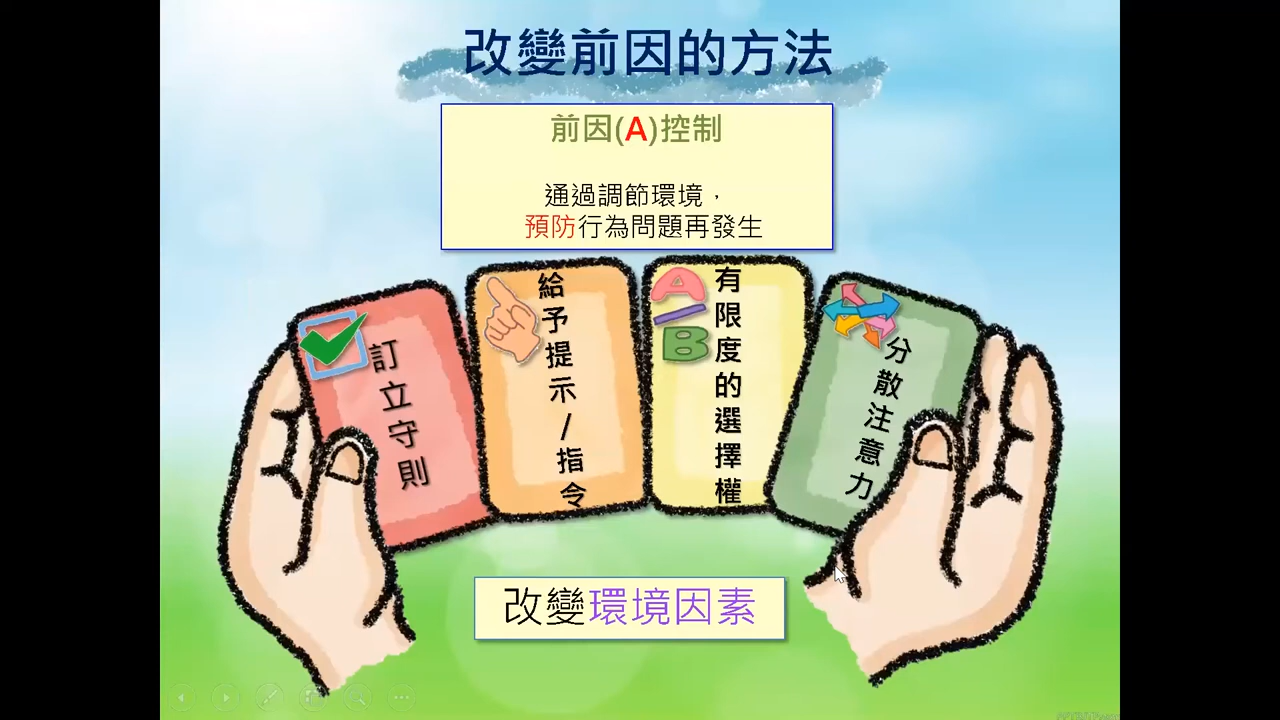 改變前因的方法
前因(A)控制
通過調節環境，
預防行為問題再發生
訂立守則
給予提示/指令
A
B
有限度的選擇權
分散注意力
改變環境因素